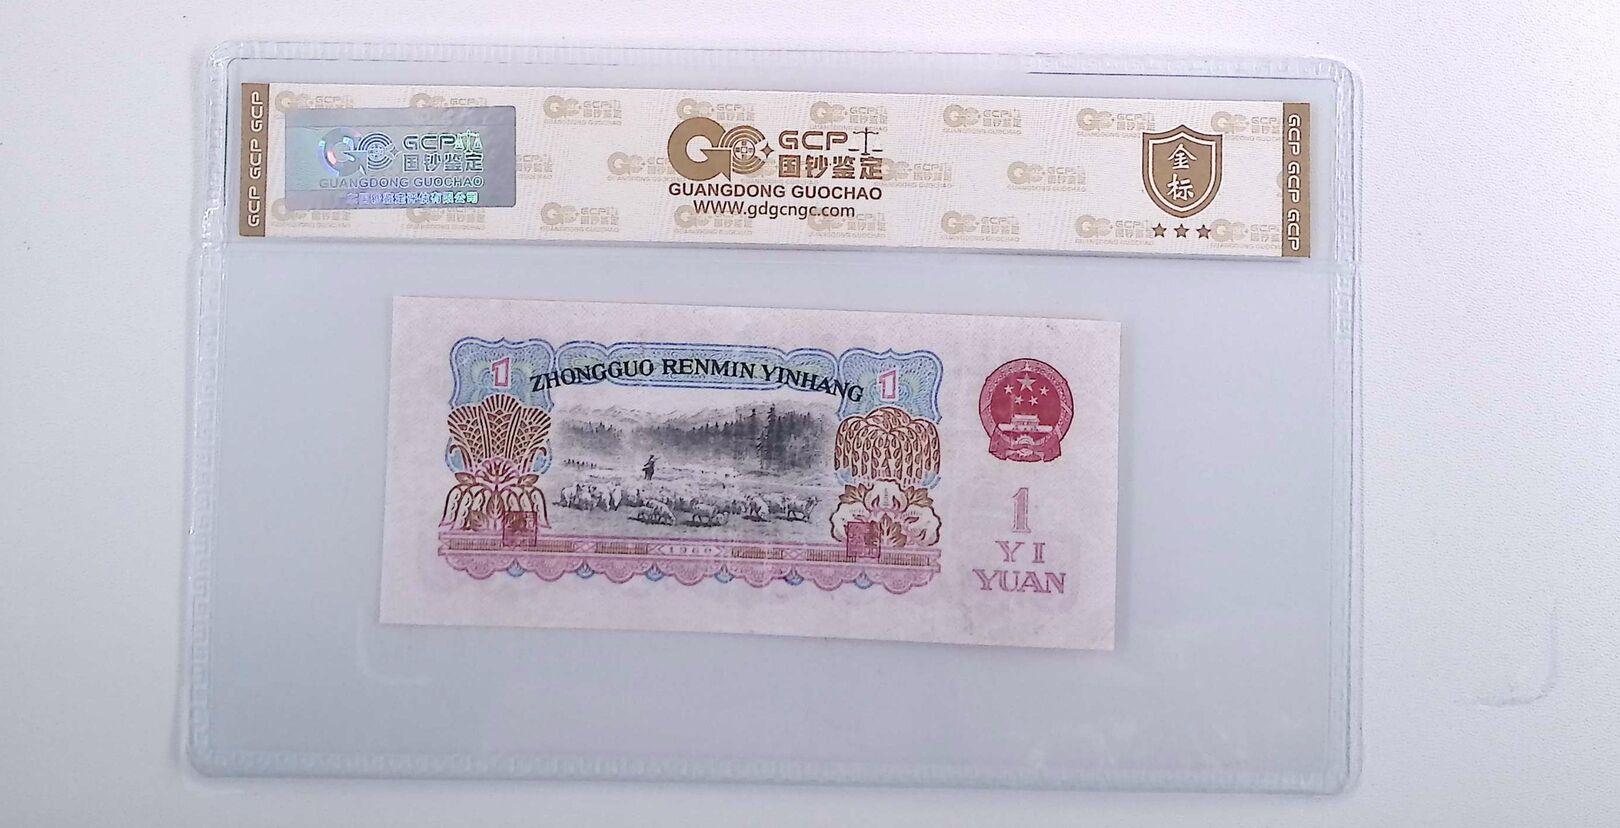 GCP GCP GCP
GCP
国钞鉴定
GUANGDONG GUOCHAO
GCP
国钞鉴定
GUANGDONG GUOCHAO
www.gdgcngc.com
金标
GCP GCP GCP
1
ZHONGGUO RENMIN YINHANG
1
1960
1
YI
YUAN